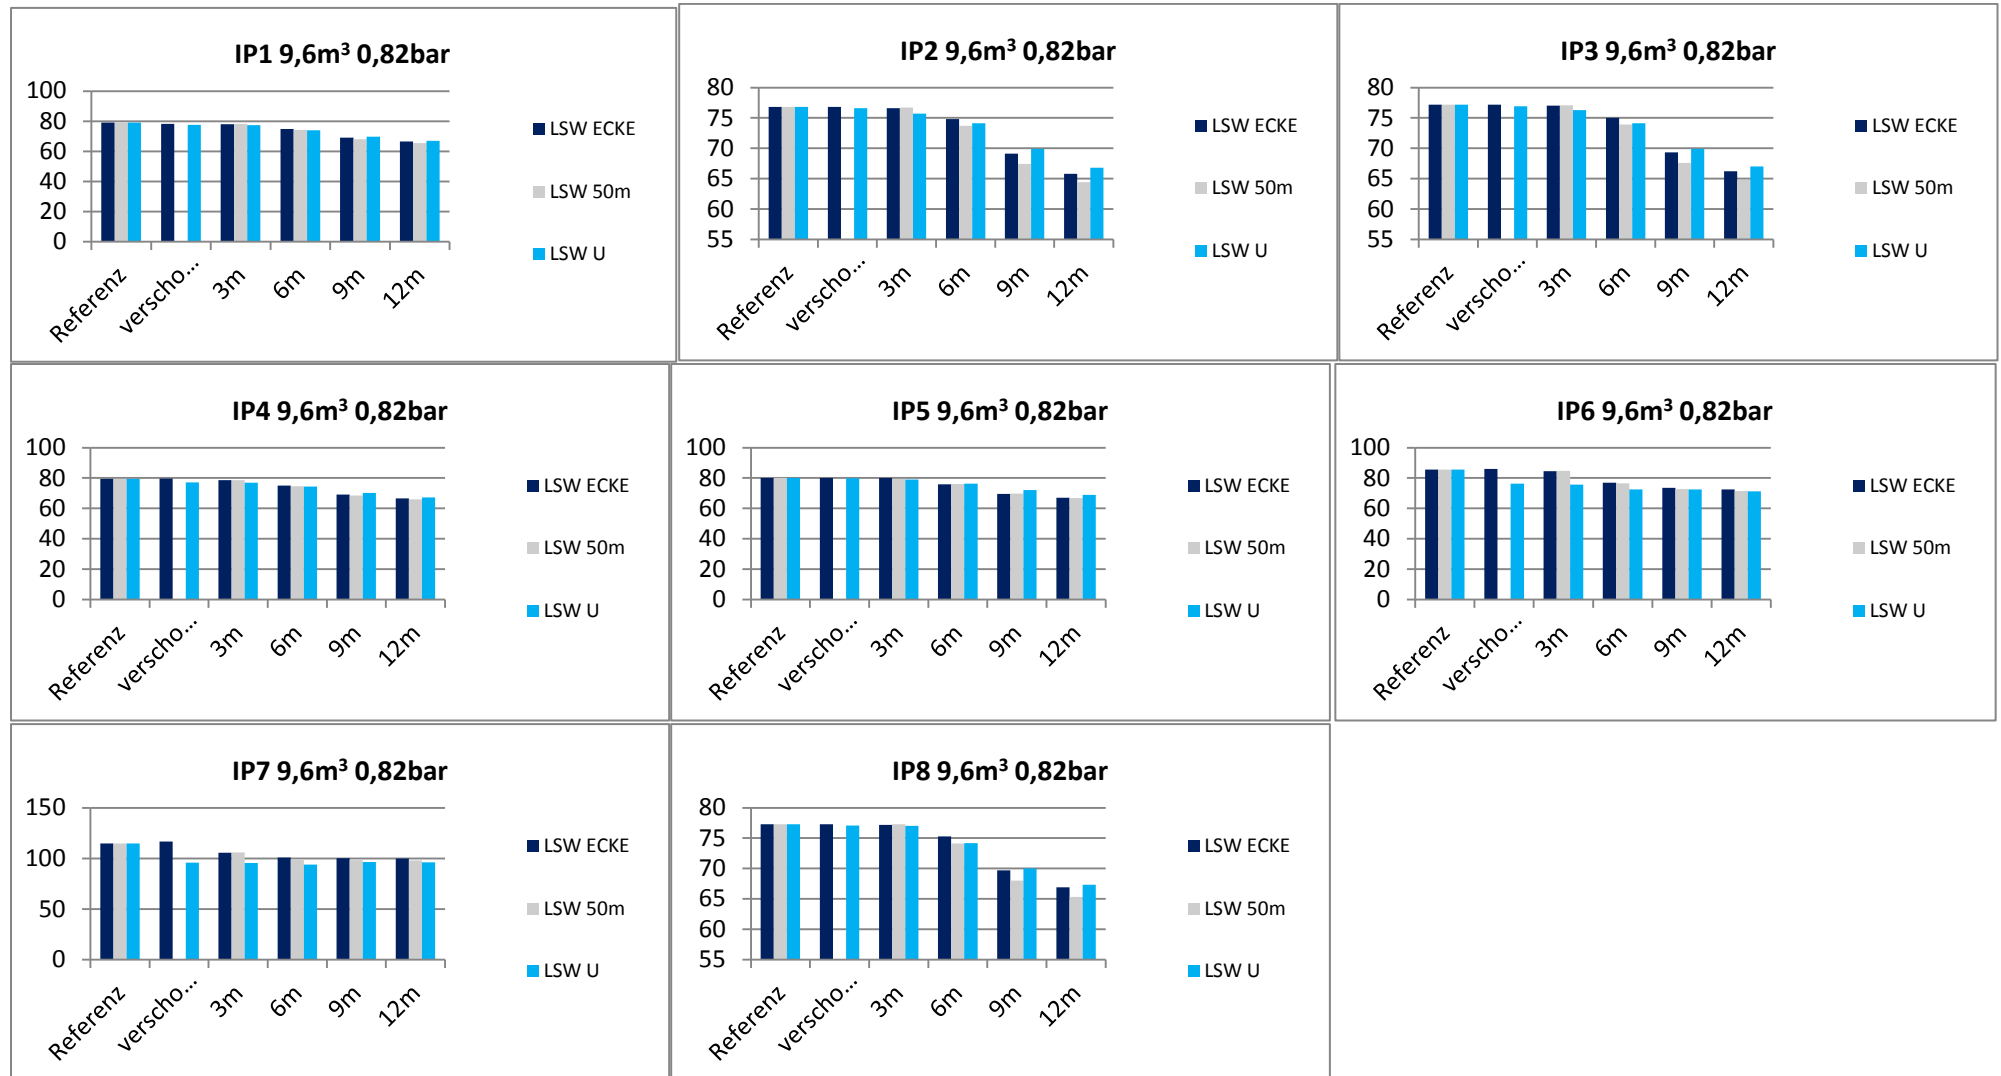 IP1 9,6m³ 0,82bar
100
80
60
40
20
0
Referenz
verscho...
3m
6m
9m
12m
LSW ECKE
LSW 50m
LSW U
IP2 9,6m³ 0,82bar
80
75
70
65
60
55
Referenz
verscho...
3m
6m
9m
12m
LSW ECKE
LSW 50m
LSW U
IP3 9,6m³ 0,82bar
80
75
70
65
60
55
Referenz
verscho...
3m
6m
9m
12m
LSW ECKE
LSW 50m
LSW U
IP4 9,6m³ 0,82bar
100
80
60
40
20
0
Referenz
verscho...
3m
6m
9m
12m
LSW ECKE
LSW 50m
LSW U
IP5 9,6m³ 0,82bar
100
80
60
40
20
0
Referenz
verscho...
3m
6m
9m
12m
LSW ECKE
LSW 50m
LSW U
IP6 9,6m³ 0,82bar
100
80
60
40
20
0
Referenz
verscho...
3m
6m
9m
12m
LSW ECKE
LSW 50m
LSW U
IP7 9,6m³ 0,82bar
150
100
50
0
Referenz
verscho...
3m
6m
9m
12m
LSW ECKE
LSW 50m
LSW U
IP8 9,6m³ 0,82bar
80
75
70
65
60
55
Referenz
verscho...
3m
6m
9m
12m
LSW ECKE
LSW 50m
LSW U